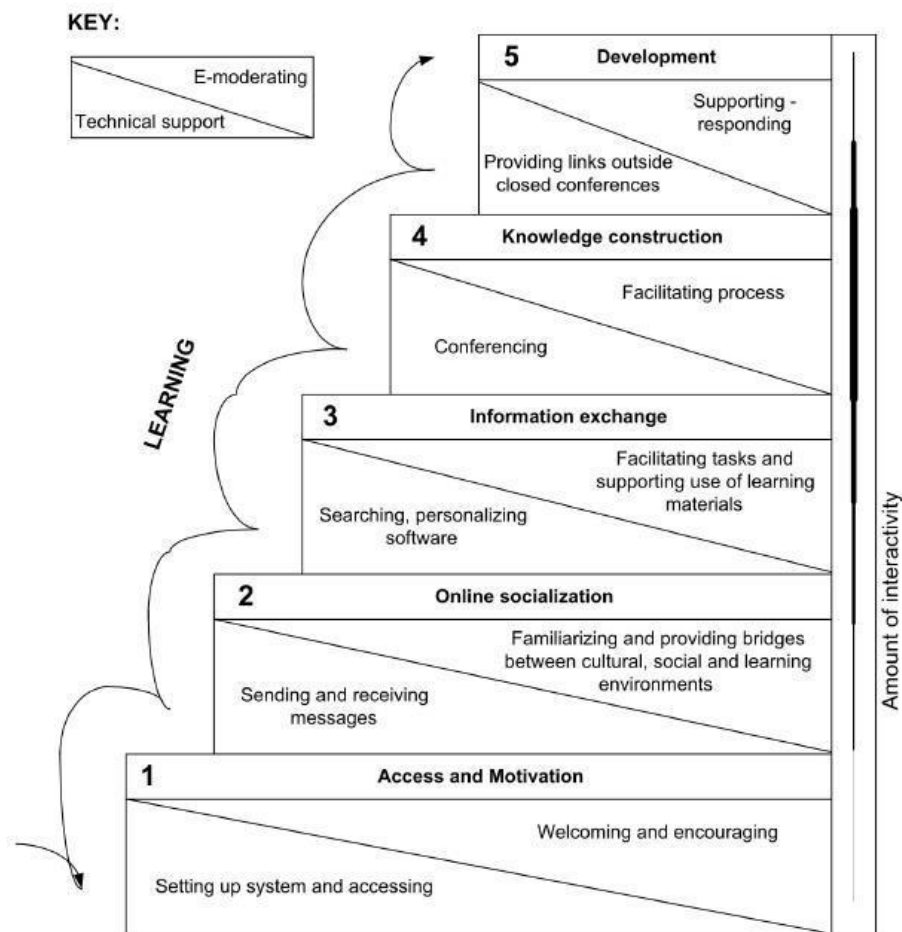 KEY:
E-moderating
Technical support
5 Development
Supporting -
responding
Providing links outside
closed conferences
4 Knowledge construction
Facilitating process
Conferencing
LEARNING
3 Information exchange
Facilitating tasks and
supporting use of learning
materials
Searching, personalizing
software
2 Online socialization
Familiarizing and providing bridges
between cultural, social and learning
environments
Sending and receiving
messages
1 Access and Motivation
Welcoming and encouraging
Setting up system and accessing
Amount of interactivity